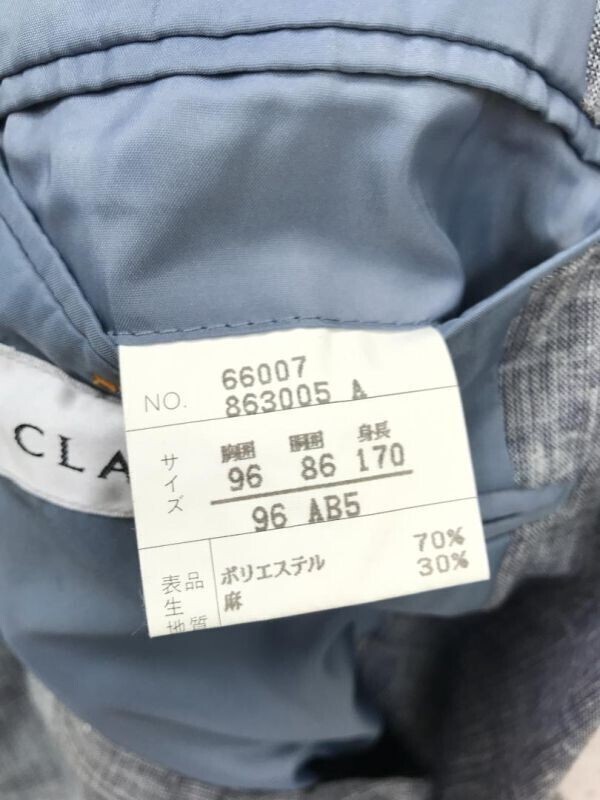 CLA
NO. 66007
863005 A
サイズ
胸囲 胴囲 身長
96 86 170
96 AB5
表生地
品質
ポリエステル 70%
麻 30%